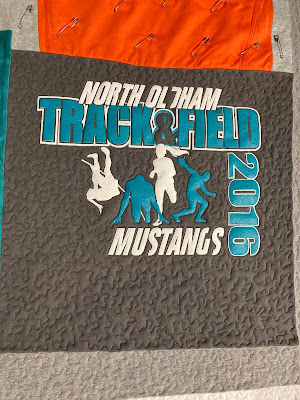 NORTH OLDHAM
TRACK&FIELD
2016
MUSTANGS